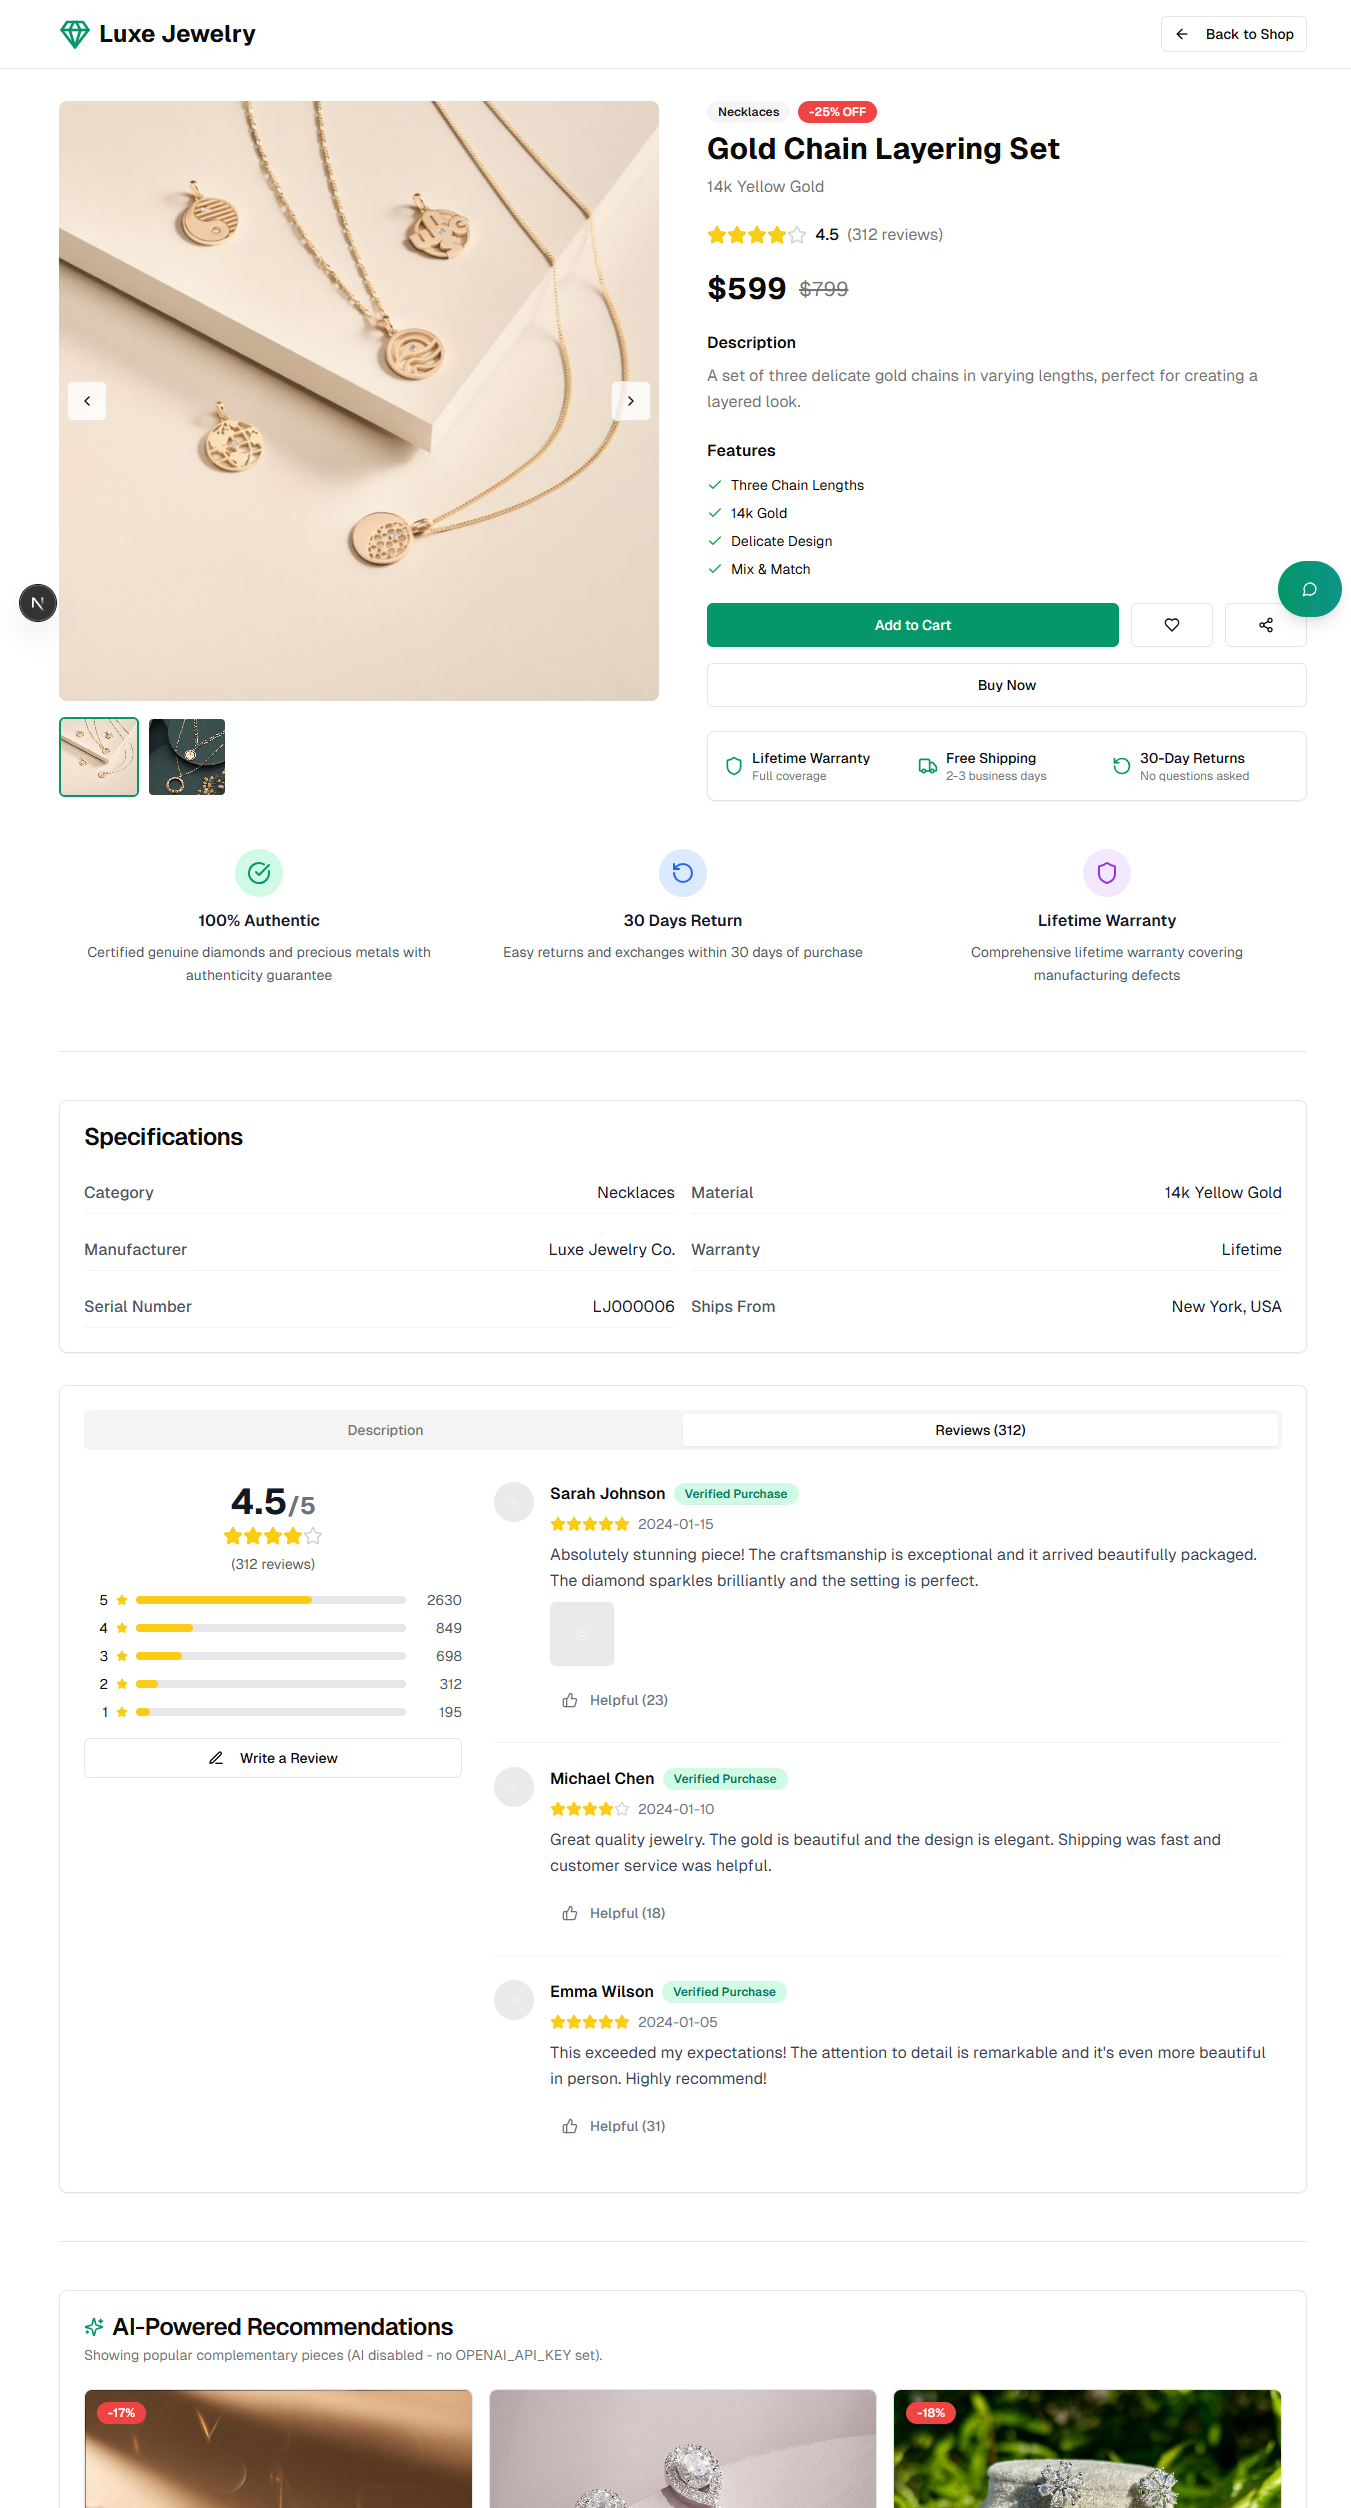 Luxe Jewelry
Back to Shop
Necklaces
-25% OFF
Gold Chain Layering Set
14k Yellow Gold
4.5 (312 reviews)
$599 $799
Description
A set of three delicate gold chains in varying lengths, perfect for creating a
layered look.
Features
Three Chain Lengths
14k Gold
Delicate Design
Mix & Match
N
Add to Cart
Buy Now
Lifetime Warranty
Full coverage
Free Shipping
2-3 business days
30-Day Returns
No questions asked
100% Authentic
Certified genuine diamonds and precious metals with
authenticity guarantee
30 Days Return
Easy returns and exchanges within 30 days of purchase
Lifetime Warranty
Comprehensive lifetime warranty covering
manufacturing defects
Specifications
Category Necklaces
Material 14k Yellow Gold
Manufacturer Luxe Jewelry Co.
Warranty Lifetime
Serial Number LJ000006
Ships From New York, USA
Description
Reviews (312)
4.5/5
(312 reviews)
5 2630
4 849
3 698
2 312
1 195
Write a Review
Sarah Johnson Verified Purchase
2024-01-15
Absolutely stunning piece! The craftsmanship is exceptional and it arrived beautifully packaged.
The diamond sparkles brilliantly and the setting is perfect.
Helpful (23)
Michael Chen Verified Purchase
2024-01-10
Great quality jewelry. The gold is beautiful and the design is elegant. Shipping was fast and
customer service was helpful.
Helpful (18)
Emma Wilson Verified Purchase
2024-01-05
This exceeded my expectations! The attention to detail is remarkable and it's even more beautiful
in person. Highly recommend!
Helpful (31)
AI-Powered Recommendations
Showing popular complementary pieces (AI disabled - no OPENAI_API_KEY set).
-17%
-18%